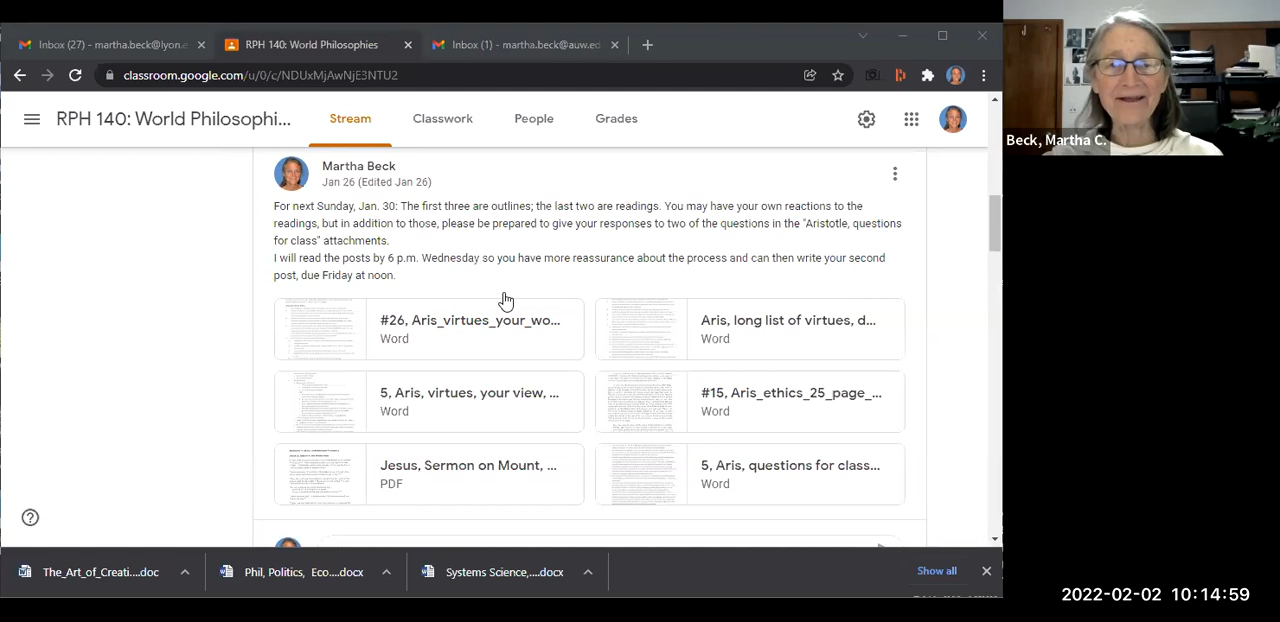 Inbox (27) - martha.beck@lyon.e
RPH 140: World Philosophies
Inbox (1) - martha.beck@auw.ed
classroom.google.com/u/0/c/NDUxMjAwNjE3NTU2
RPH 140: World Philosophi...
Stream
Classwork
People
Grades
Beck, Martha C.
Martha Beck
Jan 26 (Edited Jan 26)
For next Sunday, Jan. 30: The first three are outlines; the last two are readings. You may have your own reactions to the
readings, but in addition to those, please be prepared to give your responses to two of the questions in the "Aristotle, questions
for class" attachments.
I will read the posts by 6 p.m. Wednesday so you have more reassurance about the process and can then write your second
post, due Friday at noon.
#26, Aris_virtues, your_wo...
Word
Aris on list of virtues, d...
Word
5, Aris, virtues, your view, ...
Word
#15, Aris_ethics_25_page_...
Word
Jesus, Sermon on Mount, ...
PDF
5, Aris, questions for class...
Word
The_Art_of_Creati....doc
Phil, Politics, Eco....docx
Systems Science,....docx
Show all
2022-02-02 10:14:59